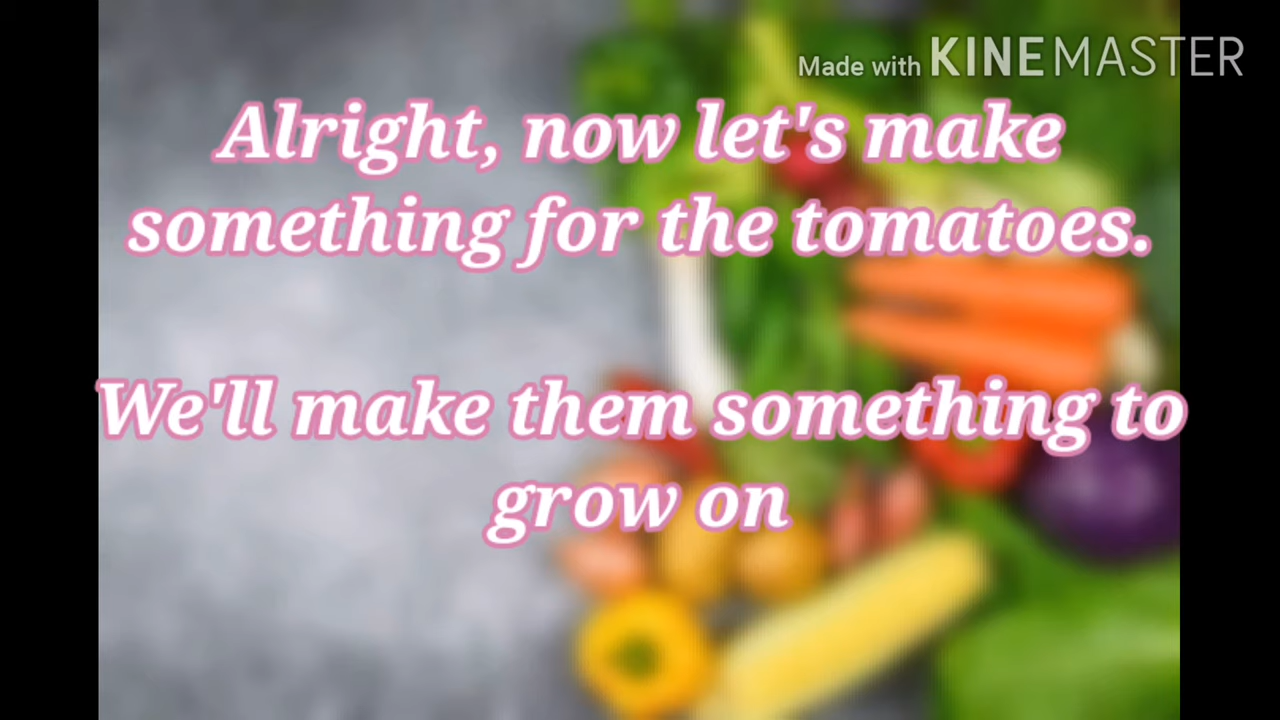 Made with KINEMASTER
Alright, now let's make
something for the tomatoes.
We'll make them something to
grow on